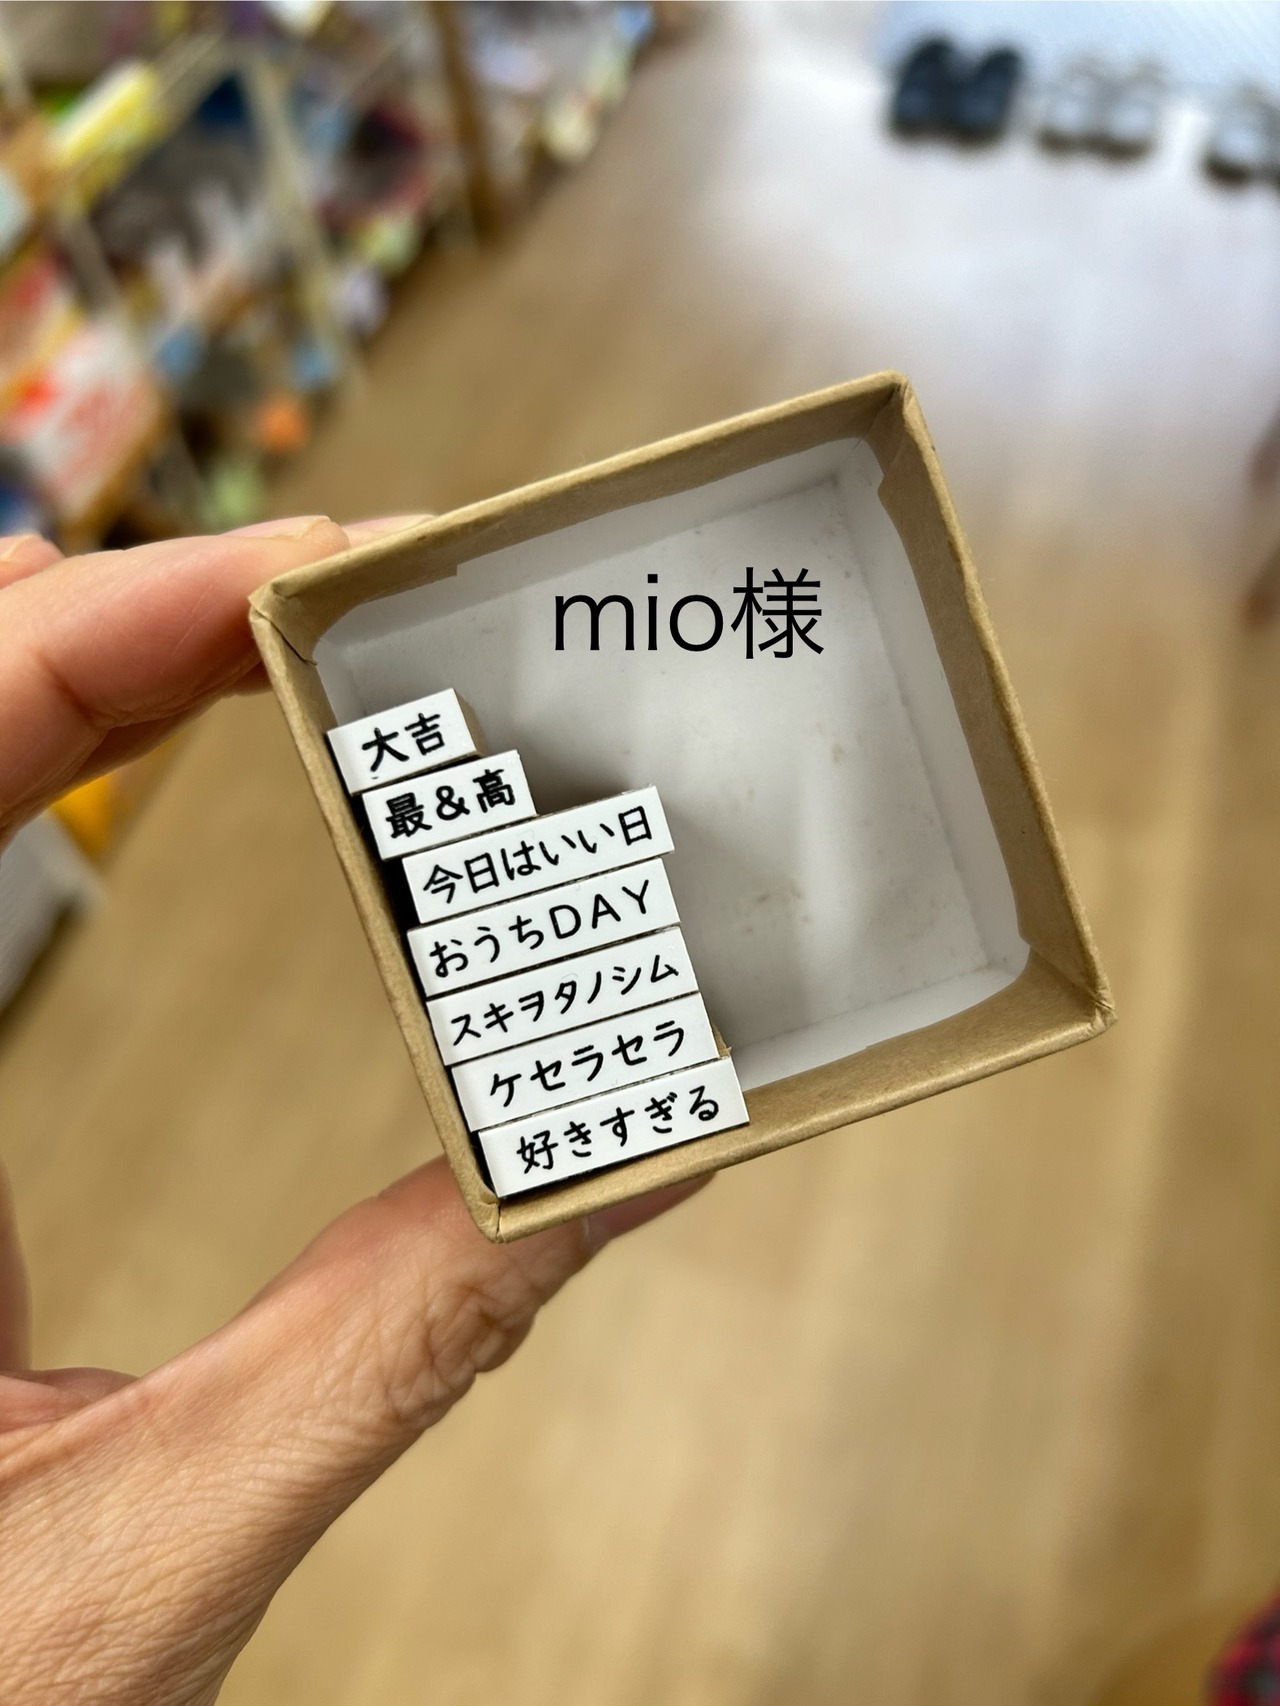 mio様
大吉
最&高
今日はいい日
おうちDAY
スキヲタノシム
ケセラセラ
好きすぎる